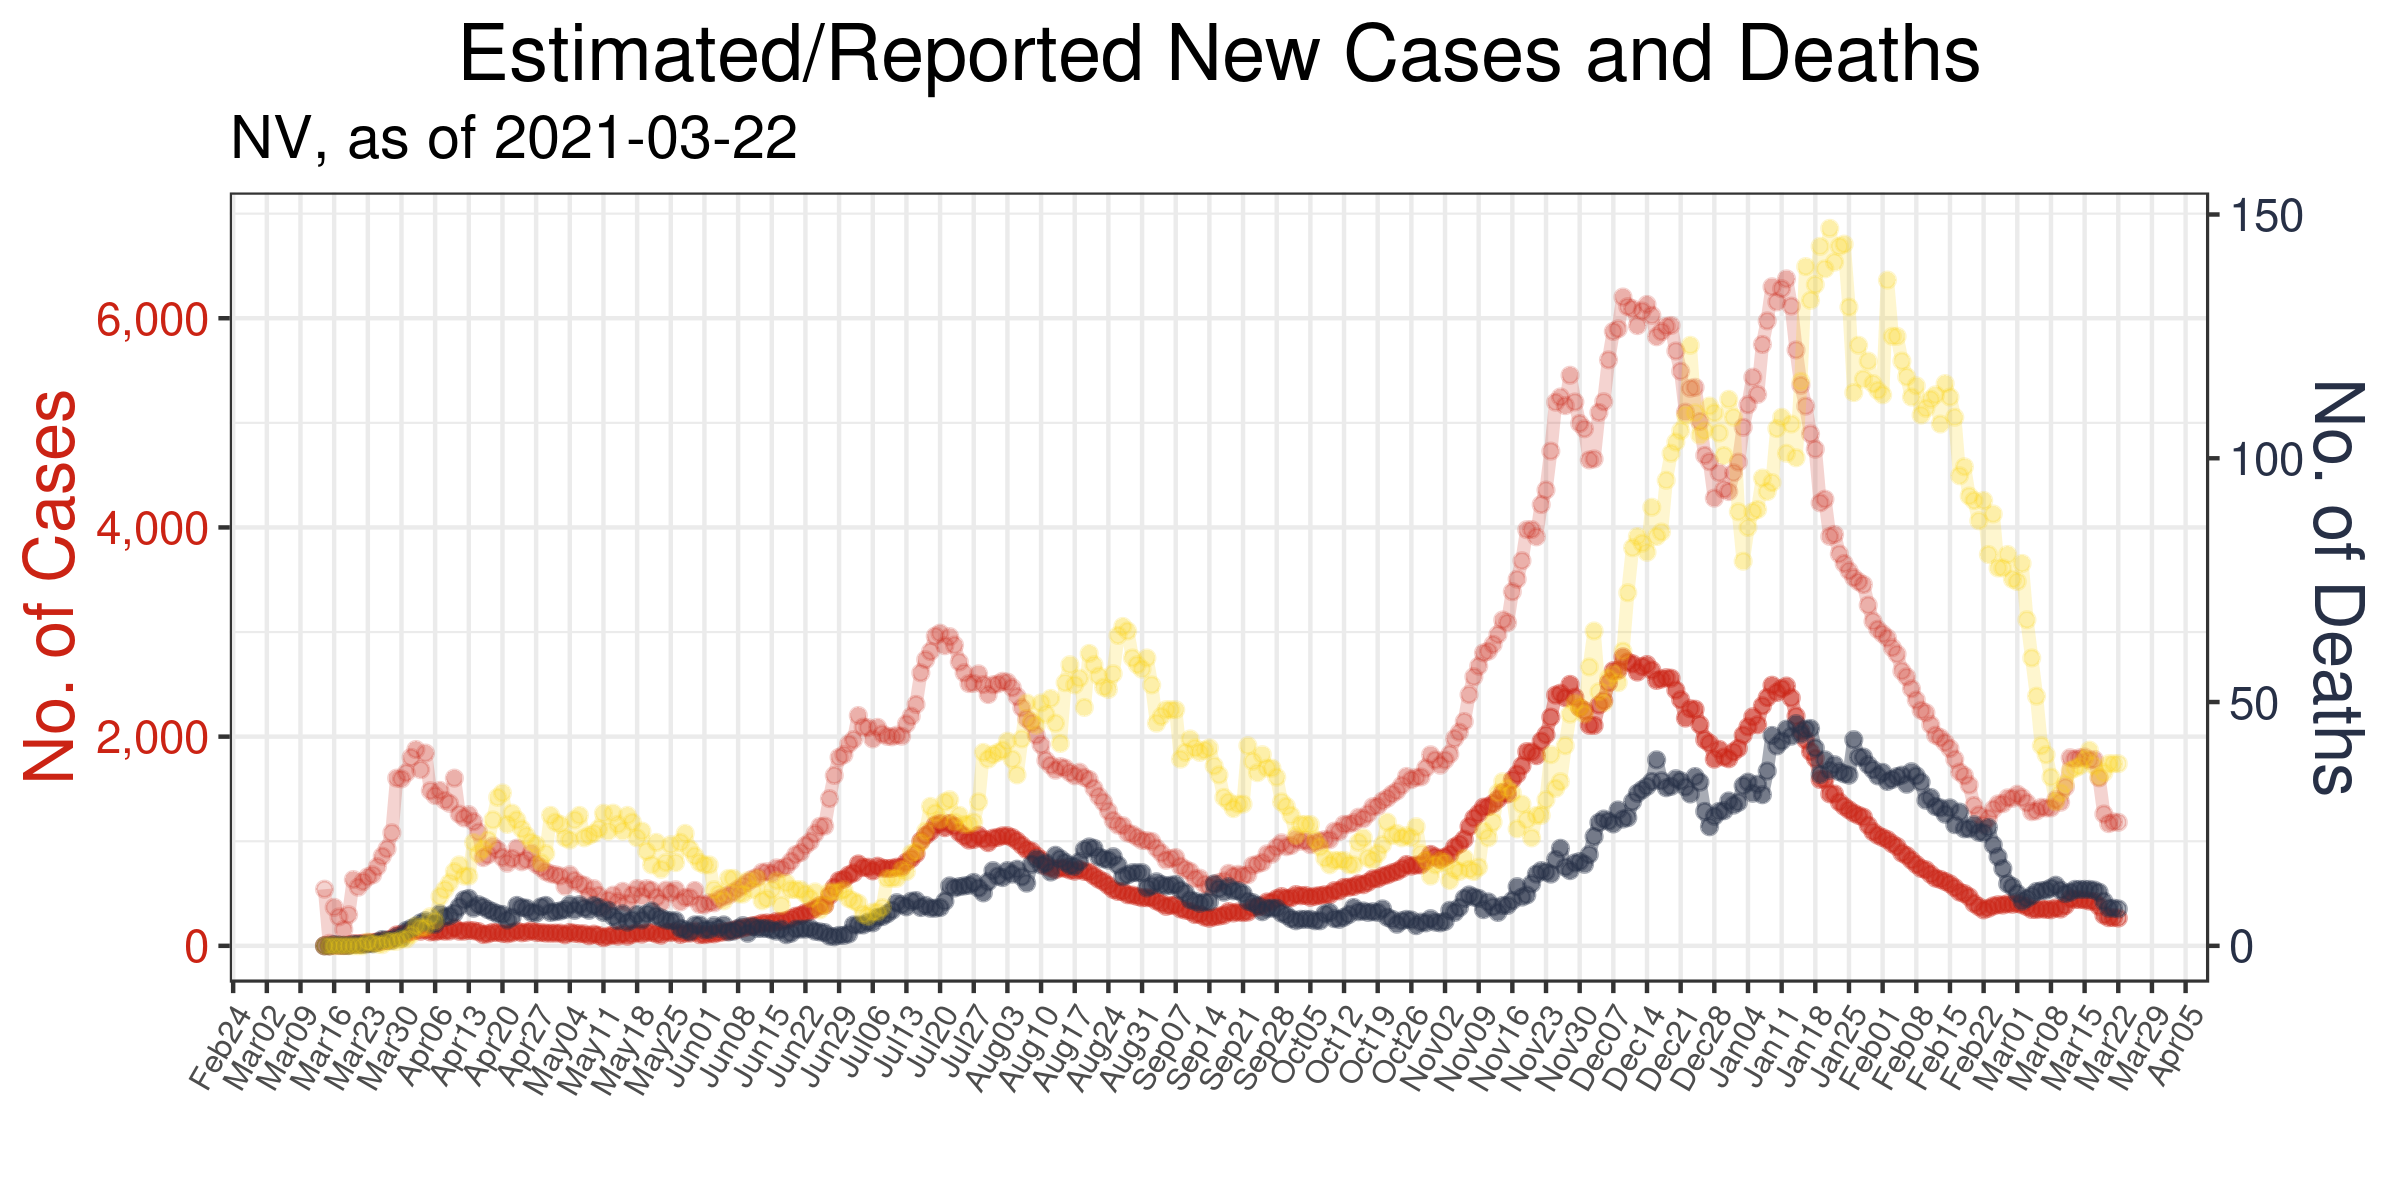 Estimated/Reported New Cases and Deaths
NV, as of 2021-03-22
No. of Cases
6,000
4,000
2,000
0
150
100
50
0
No. of Deaths
Feb24
Mar02
Mar09
Mar16
Mar23
Mar30
Apr06
Apr13
Apr20
Apr27
May04
May11
May18
May25
Jun01
Jun08
Jun15
Jun22
Jun29
Jul06
Jul13
Jul20
Jul27
Aug03
Aug10
Aug17
Aug24
Aug31
Sep07
Sep14
Sep21
Sep28
Oct05
Oct12
Oct19
Oct26
Nov02
Nov09
Nov16
Nov23
Nov30
Dec07
Dec14
Dec21
Dec28
Jan04
Jan11
Jan18
Jan25
Feb01
Feb08
Feb15
Feb22
Mar01
Mar08
Mar15
Mar22
Mar29
Apr05